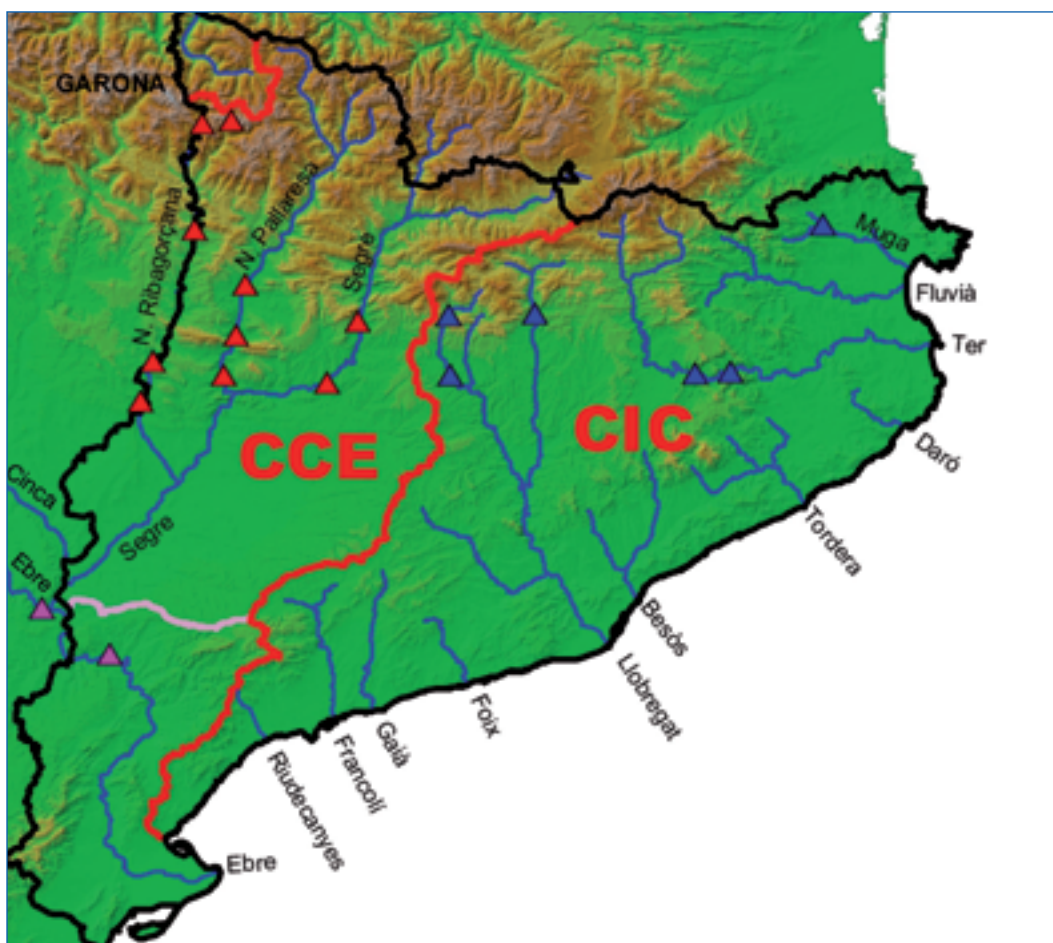 GARONA
N. Ribagorçana
N. Pallaresa
Segre
Muga
Fluvià
Ter
CCE
CIC
Daró
Cinca
Segre
Tordera
Ebre
Besòs
Llobregat
Foix
Gaià
Francolí
Riudecanyes
Ebre